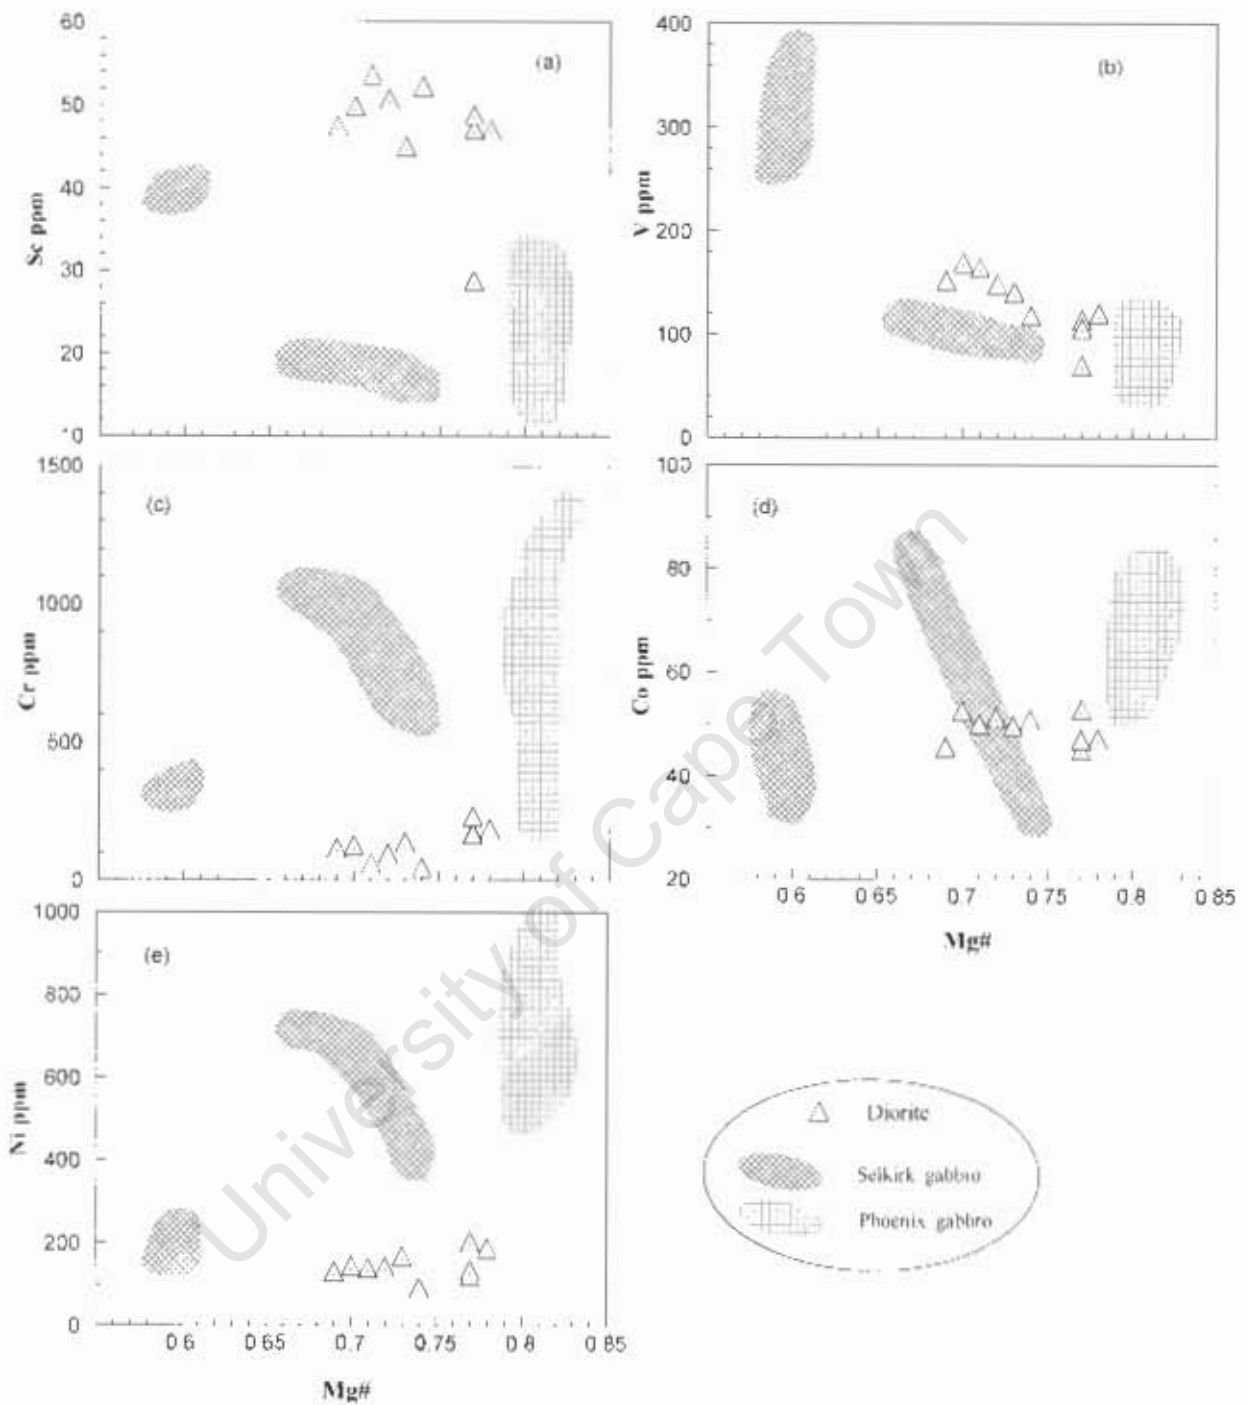 60
50
40
30
20
10
Sc ppm
(a)
400
300
200
100
0
V ppm
(b)
1500
1000
500
0
Cr ppm
(c)
100
80
60
40
20
Co ppm
(d)
0.6 0.65 0.7 0.75 0.8 0.85
Mg#
1000
800
600
400
200
0
Ni ppm
(e)
0.6 0.65 0.7 0.75 0.8 0.85
Mg#
Diorite
Selkirk gabbro
Phoenix gabbro
University of Cape Town